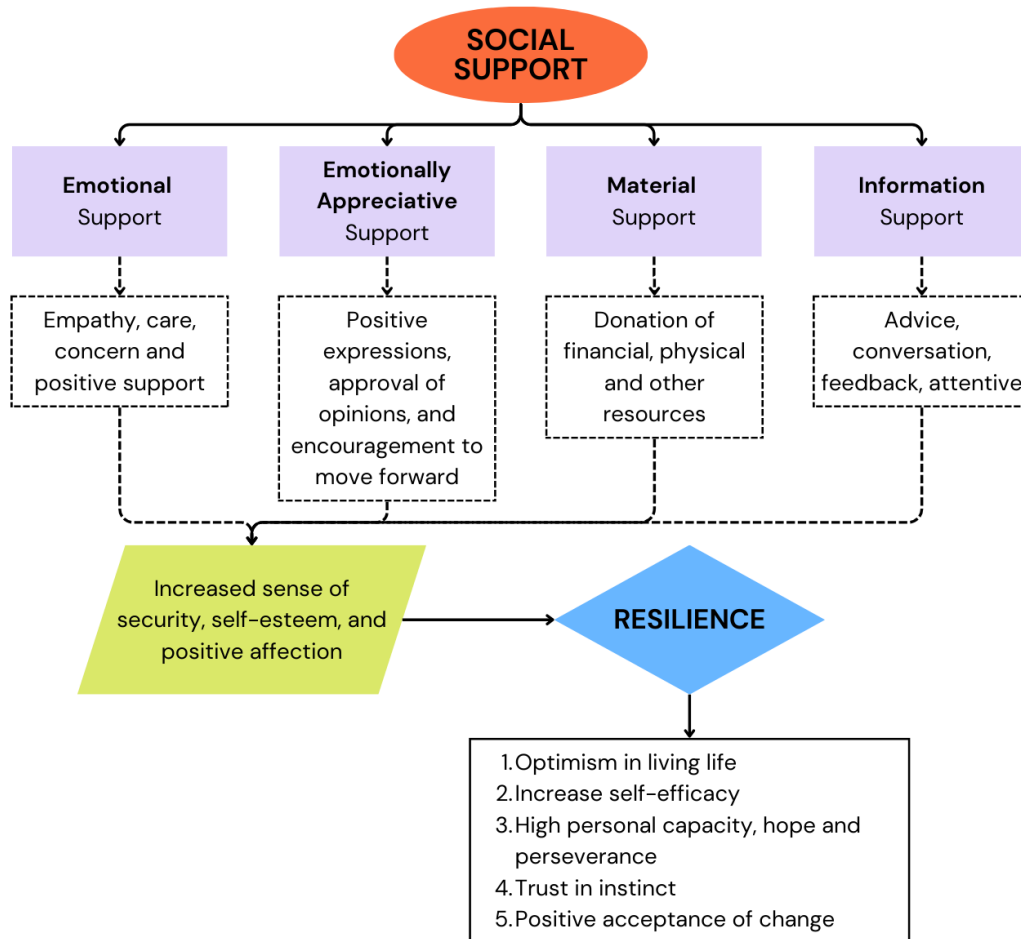 SOCIAL
SUPPORT
Emotional
Support
Emotionally
Appreciative
Support
Material
Support
Information
Support
Empathy, care,
concern and
positive support
Positive
expressions,
approval of
opinions, and
encouragement to
move forward
Donation of
financial, physical
and other
resources
Advice,
conversation,
feedback, attentive
Increased sense of
security, self-esteem, and
positive affection
RESILIENCE
1.Optimism in living life
2.Increase self-efficacy
3.High personal capacity, hope and
perseverance
4.Trust in instinct
5.Positive acceptance of change